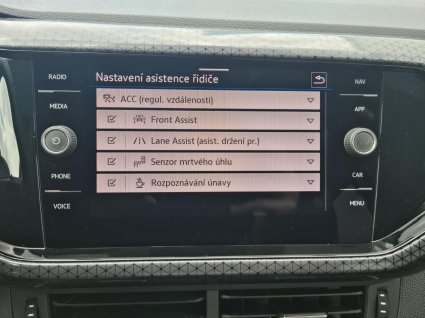 RADIO
Nastavení asistence řidiče
NAV
MEDIA
ACC (regul. vzdálenosti)
APP
Front Assist
Lane Assist (asist. držení pr.)
Senzor mrtvého úhlu
PHONE
CAR
Rozpoznávání únavy
VOICE
MENU